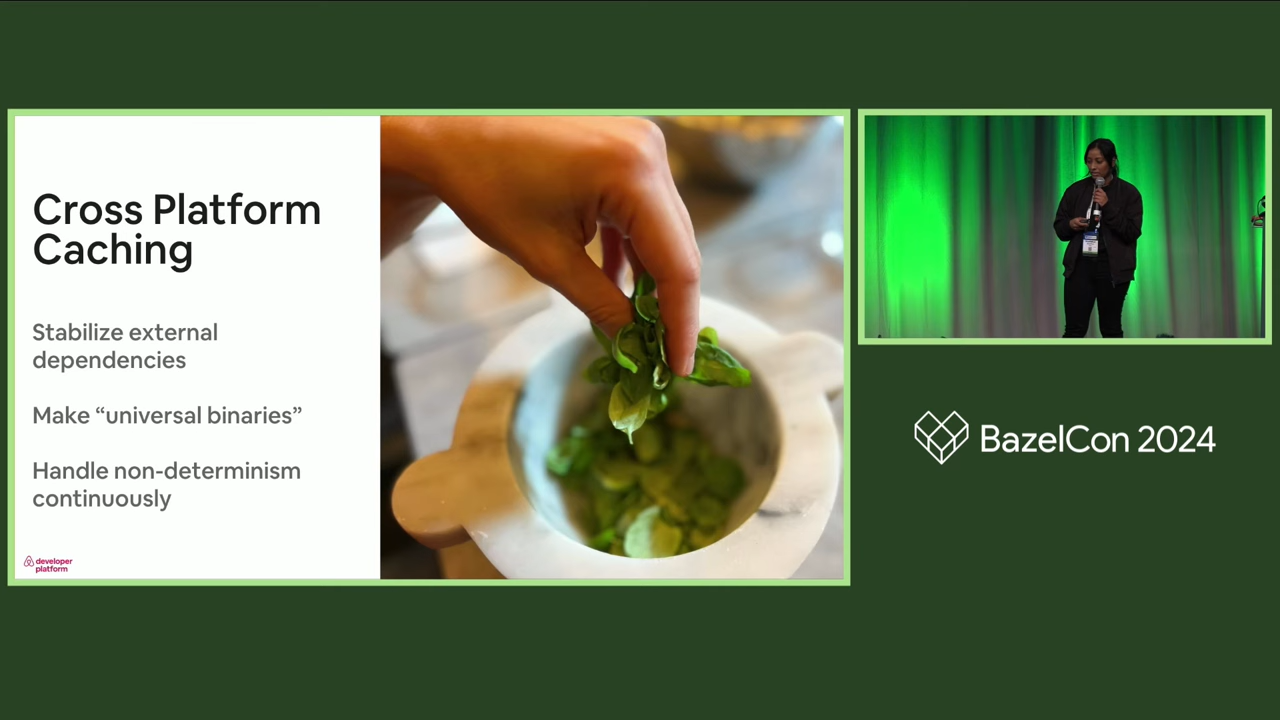 Cross Platform
Caching
Stabilize external
dependencies
Make “universal binaries”
Handle non-determinism
continuously
developer
platform
BazelCon 2024